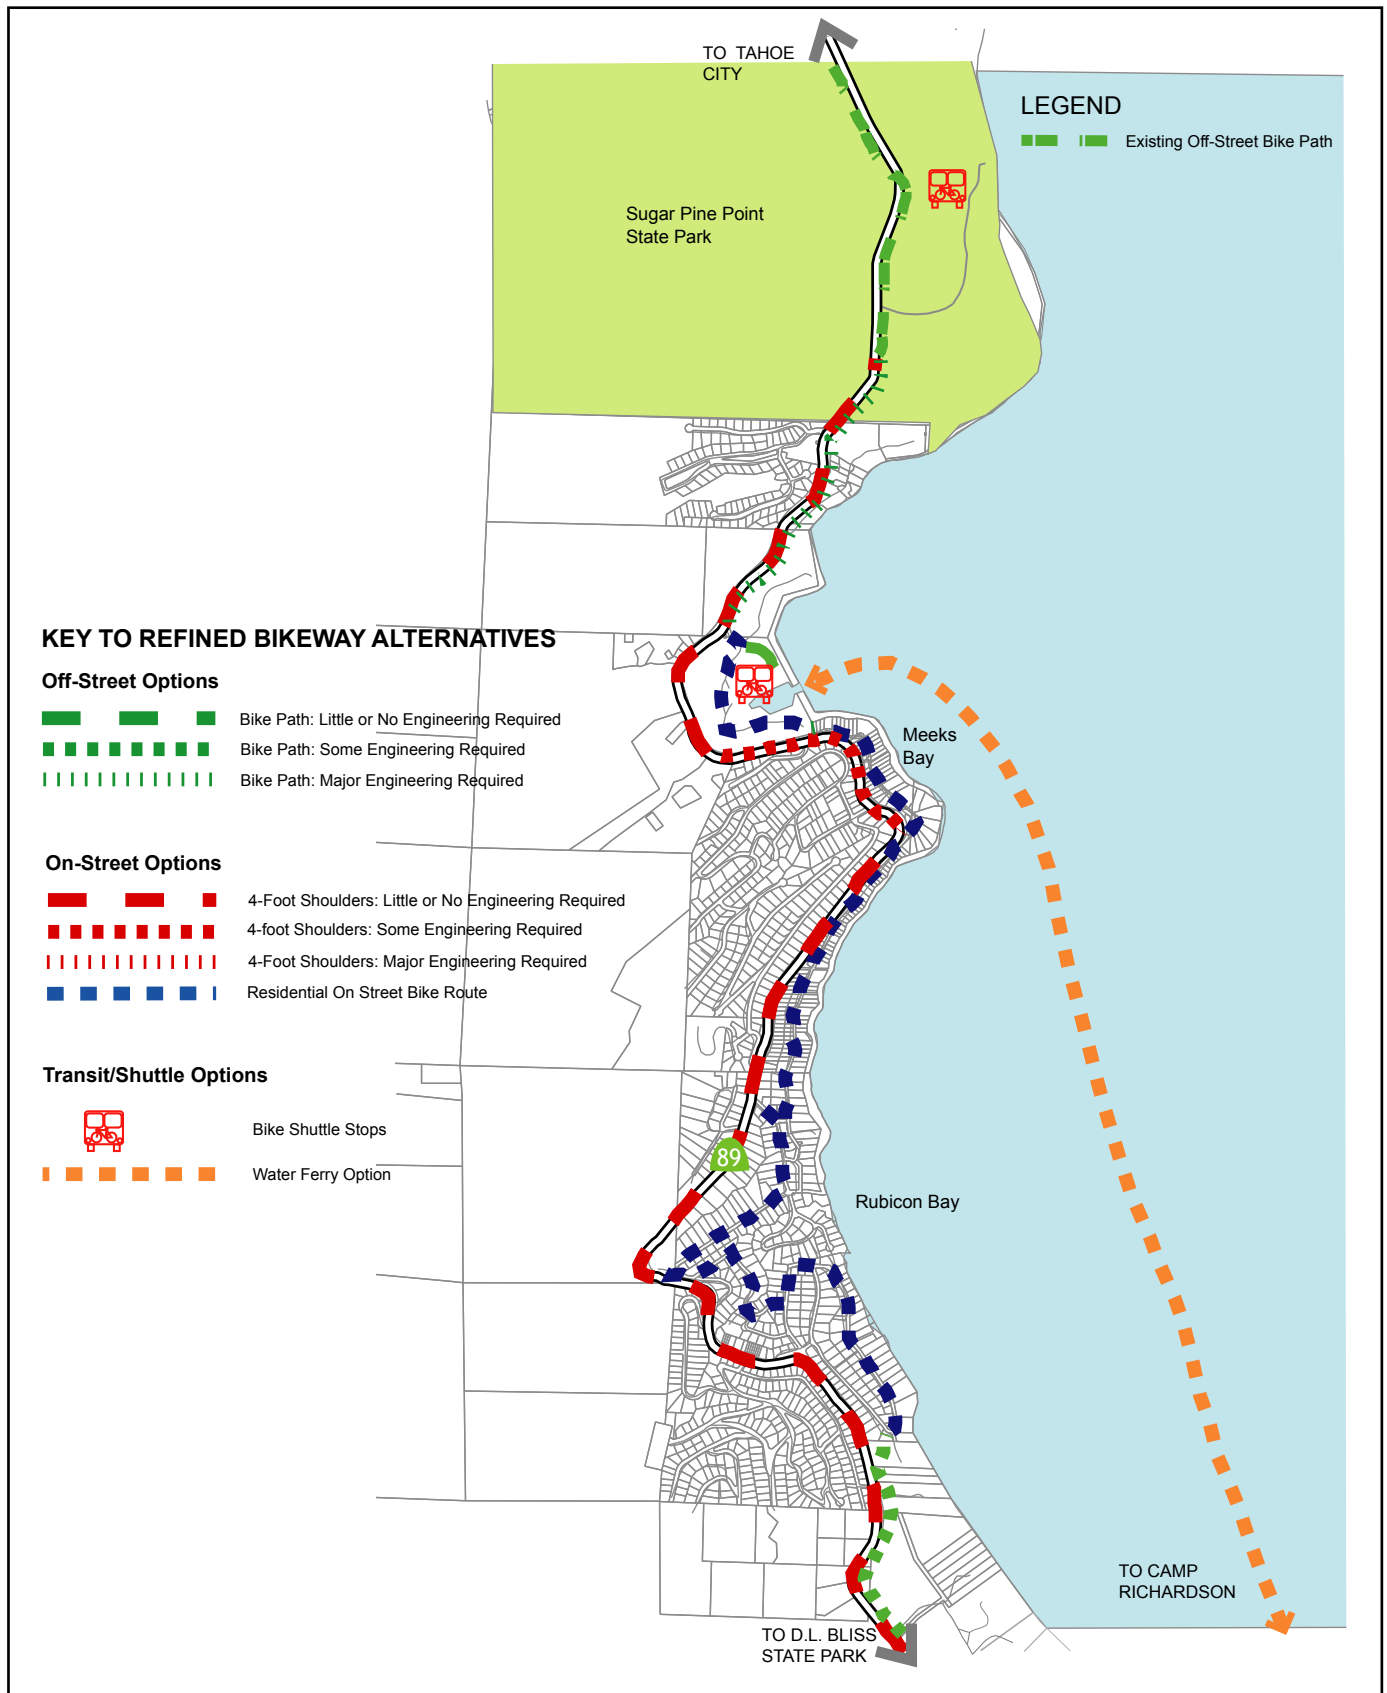 TO TAHOE
CITY
LEGEND
Existing Off-Street Bike Path
Sugar Pine Point
State Park
KEY TO REFINED BIKEWAY ALTERNATIVES
Off-Street Options
Bike Path: Little or No Engineering Required
Bike Path: Some Engineering Required
Bike Path: Major Engineering Required
On-Street Options
4-Foot Shoulders: Little or No Engineering Required
4-foot Shoulders: Some Engineering Required
4-Foot Shoulders: Major Engineering Required
Residential On Street Bike Route
Transit/Shuttle Options
Bike Shuttle Stops
Water Ferry Option
Meeks
Bay
89
Rubicon Bay
TO CAMP
RICHARDSON
TO D.L. BLISS
STATE PARK